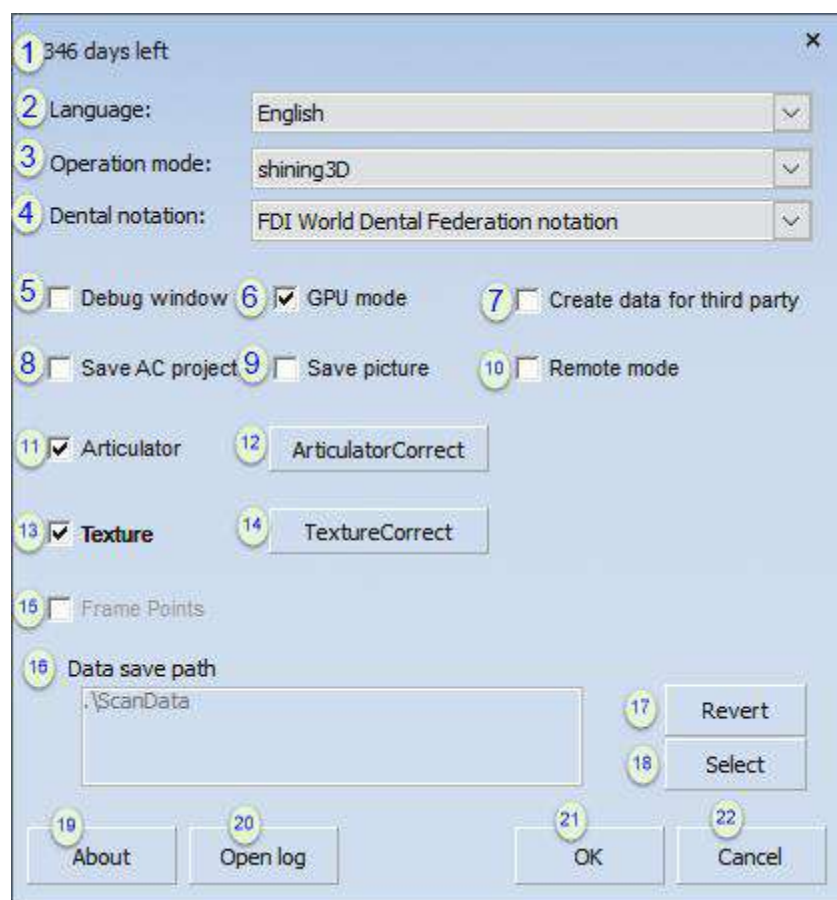 1 346 days left ×
2 Language: English
3 Operation mode: shining3D
4 Dental notation: FDI World Dental Federation notation
5 Debug window 6 GPU mode 7 Create data for third party
8 Save AC project 9 Save picture 10 Remote mode
11 Articulator 12 ArticulatorCorrect
13 Texture 14 TextureCorrect
15 Frame Points
16 Data save path
.\ScanData
17 Revert
18 Select
19 About 20 Open log 21 OK 22 Cancel